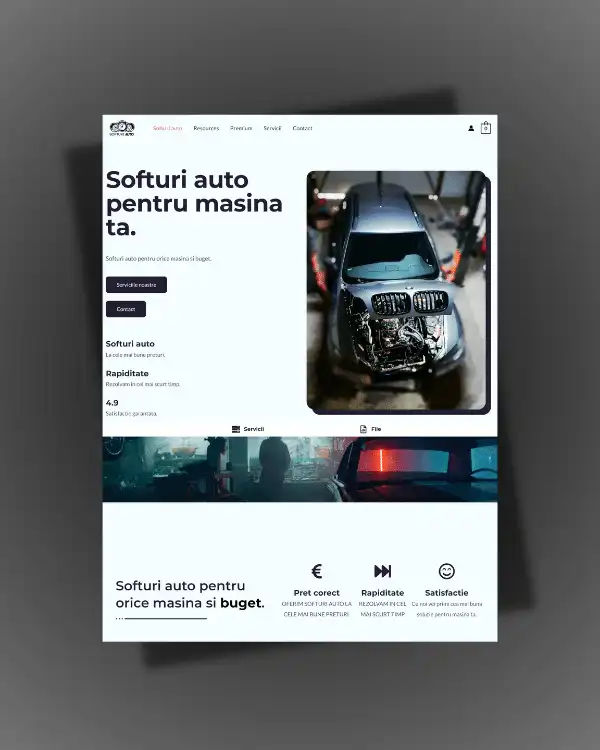 SOFTURI AUTO
Softuri auto Resources Premium Servicii Contact
0
Softuri auto
pentru masina
ta.
Softuri auto pentru orice masina si buget.
Serviciile noastre
Contact
Softuri auto
La cele mai bune preturi.
Rapiditate
Rezolvam in cel mai scurt timp.
4.9
Satisfactie garantata.
Servicii
File
Softuri auto pentru
orice masina si buget.
Pret corect
OFERIM SOFTURI AUTO LA
CELE MAI BUNE PRETURI
Rapiditate
REZOLVAM IN CEL
MAI SCURT TIMP
Satisfactie
Cu noi vei primi cea mai buna
solutie pentru masina ta.